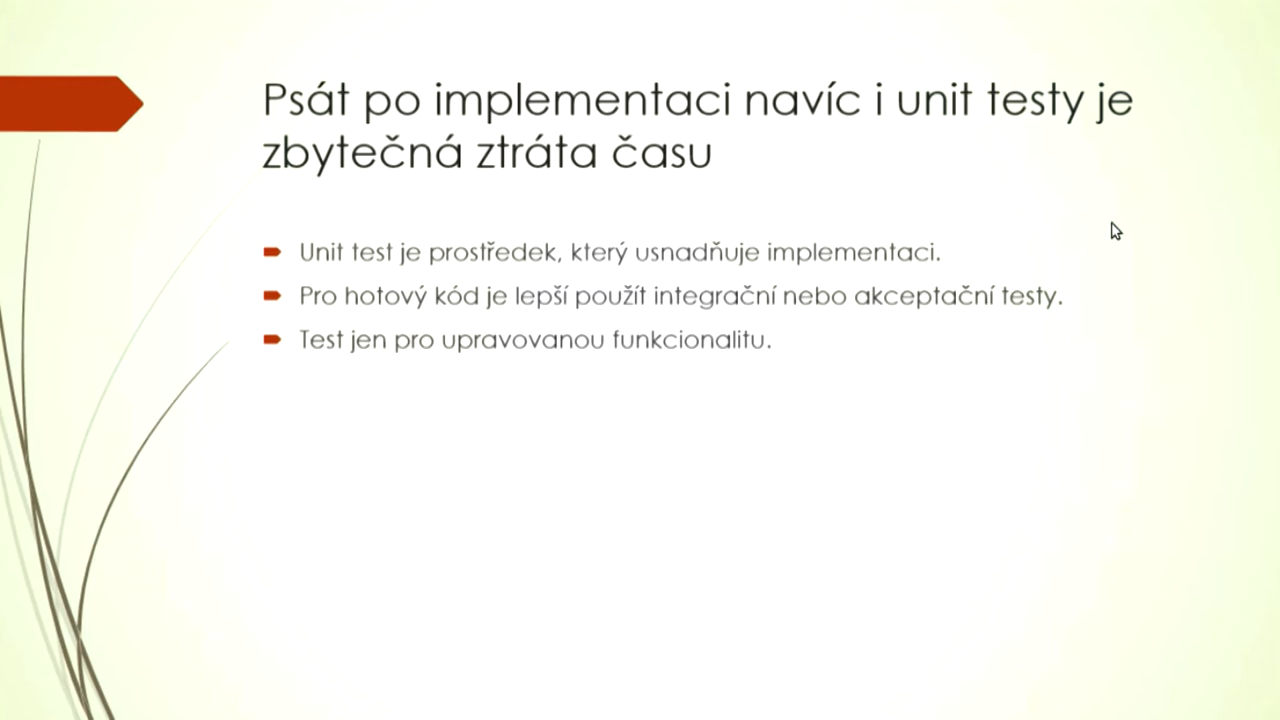 Psát po implementaci navíc i unit testy je
zbytečná ztráta času
Unit test je prostředek, který usnadňuje implementaci.
Pro hotový kód je lepší použít integrační nebo akceptační testy.
Test jen pro upravovanou funkcionalitu.